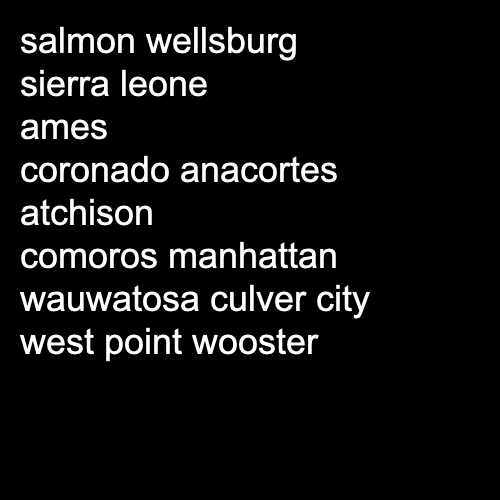 salmon wellsburg
sierra leone
ames
coronado anacortes
atchison
comoros manhattan
wauwatosa culver city
west point wooster